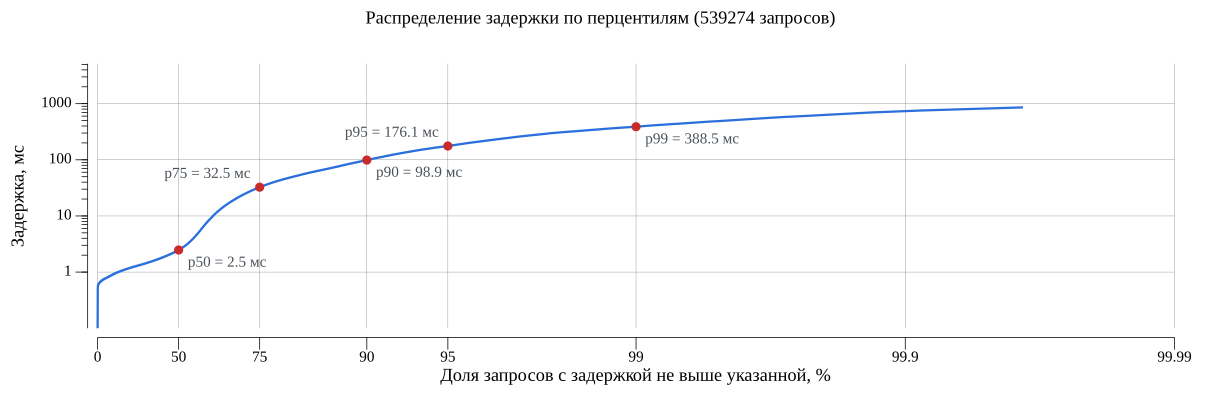 Распределение задержки по перцентилям (539274 запросов)
Задержка, мс
1000
100
10
1
p95 = 176.1 мс
p99 = 388.5 мс
p75 = 32.5 мс
p90 = 98.9 мс
p50 = 2.5 мс
0 50 75 90 95 99 99.9 99.99
Доля запросов с задержкой не выше указанной, %